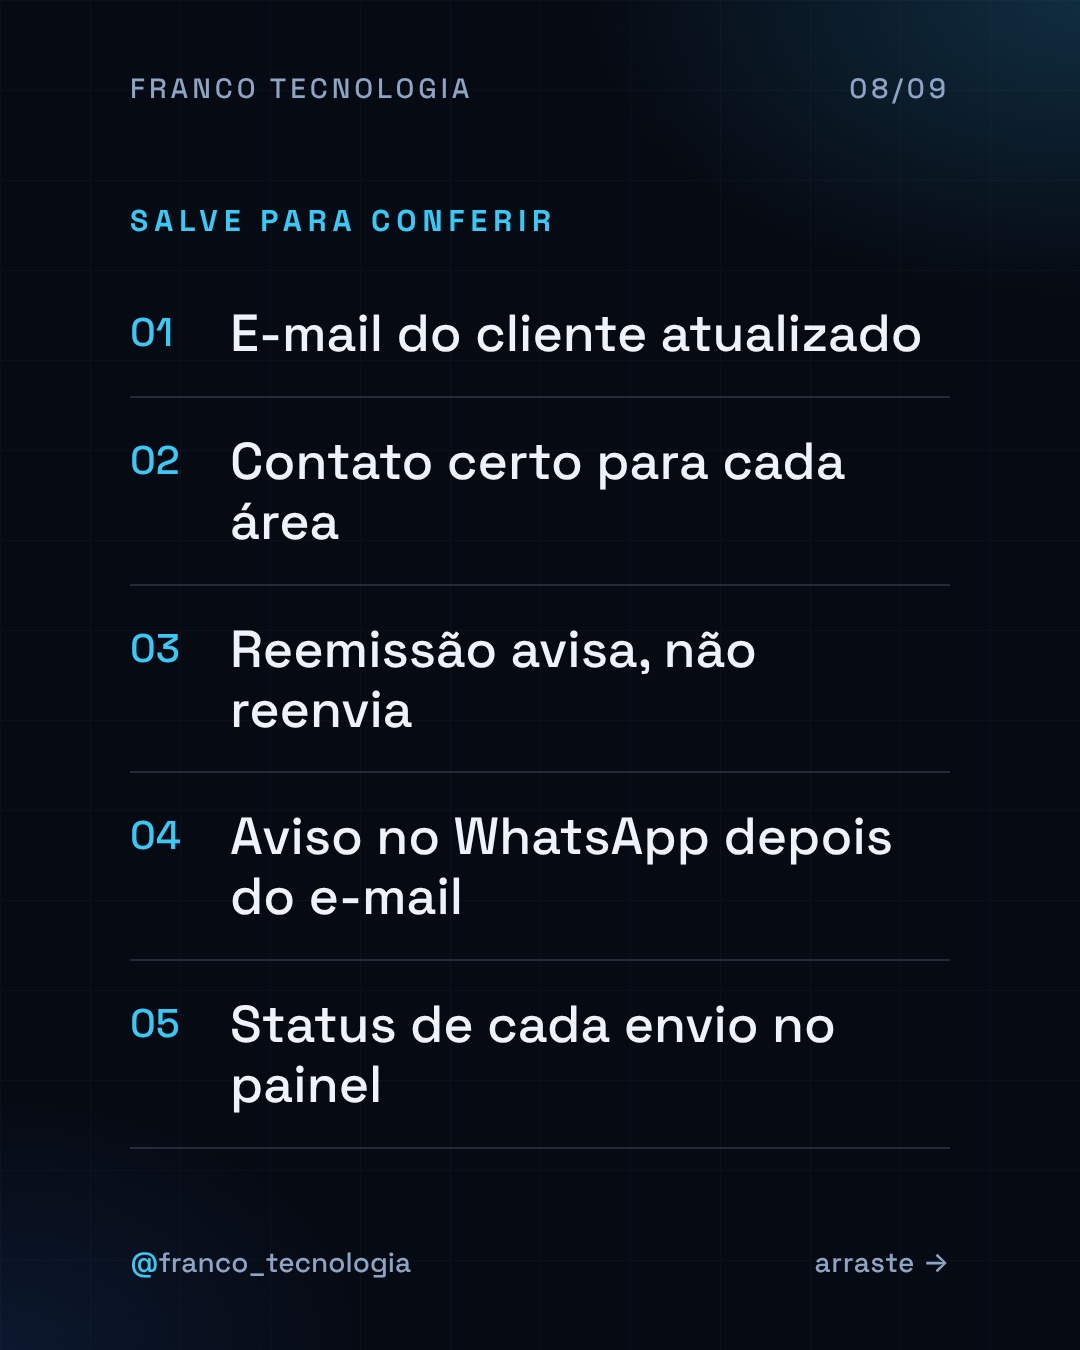 FRANCO TECNOLOGIA
08/09
SALVE PARA CONFERIR
01 E-mail do cliente atualizado
02 Contato certo para cada
área
03 Reemissão avisa, não
reenvia
04 Aviso no WhatsApp depois
do e-mail
05 Status de cada envio no
painel
@franco_tecnologia
arraste →